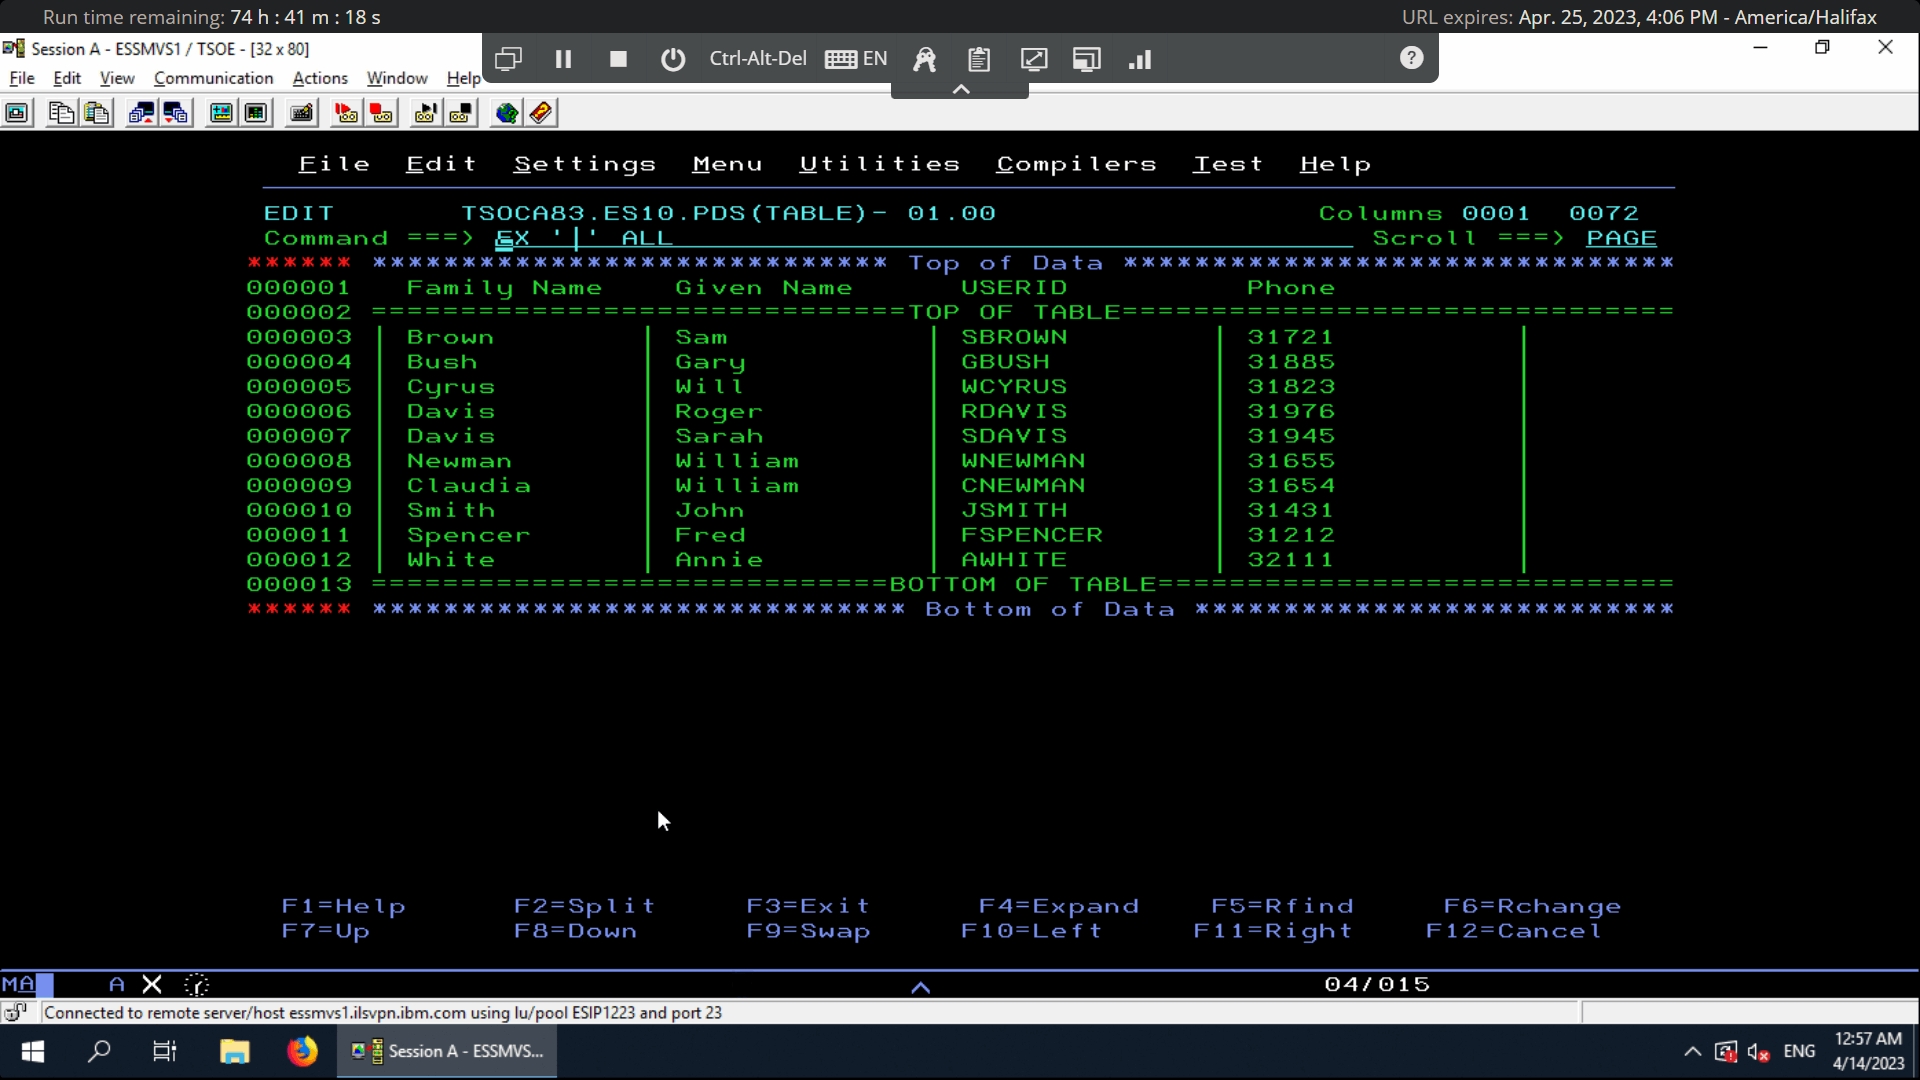 Run time remaining: 74 h : 41 m : 18 s URL expires: Apr. 25, 2023, 4:06 PM - America/Halifax
Session A - ESSMVS1 / TSOE - [32 x 80]
Ctrl-Alt-Del EN ?
File Edit View Communication Actions Window Help
File Edit Settings Menu Utilities Compilers Test Help
EDIT TSOCA83.ES10.PDS(TABLE)- 01.00 Columns 0001 0072
Command ===> EX '|' ALL Scroll ===> PAGE
****** ***************************** Top of Data *******************************
000001 Family Name Given Name USERID Phone
000002 ==============================TOP OF TABLE===============================
000003 | Brown | Sam | SBROWN | 31721 |
000004 | Bush | Gary | GBUSH | 31885 |
000005 | Cyrus | Will | WCYRUS | 31823 |
000006 | Davis | Roger | RDAVIS | 31976 |
000007 | Davis | Sarah | SDAVIS | 31945 |
000008 | Newman | William | WNEWMAN | 31655 |
000009 | Claudia | William | CNEWMAN | 31654 |
000010 | Smith | John | JSMITH | 31431 |
000011 | Spencer | Fred | FSPENCER | 31212 |
000012 | White | Annie | AWHITE | 32111 |
000013 =============================BOTTOM OF TABLE=============================
****** ****************************** Bottom of Data ***************************
F1=Help F2=Split F3=Exit F4=Expand F5=Rfind F6=Rchange
F7=Up F8=Down F9=Swap F10=Left F11=Right F12=Cancel
MA A X 04/015
Connected to remote server/host essmvs1.ilsvpn.ibm.com using lu/pool ESIP1223 and port 23
Session A - ESSMVS... ENG 12:57 AM
4/14/2023